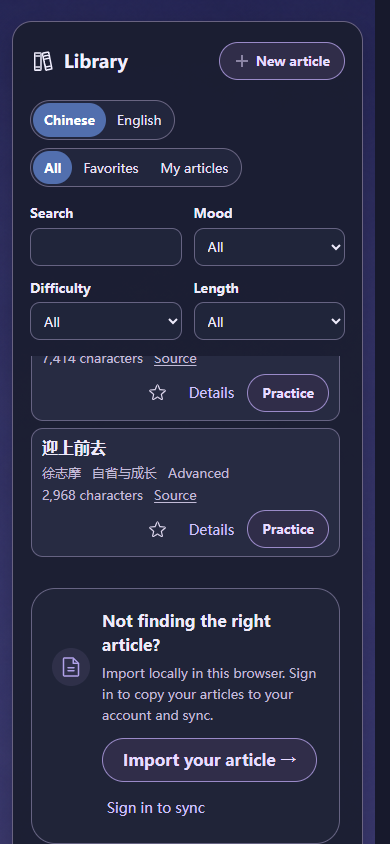 Library
+ New article
Chinese English
All Favorites My articles
Search Mood
All
Difficulty Length
All All
7,414 characters Source
Details Practice
迎上前去
徐志摩 自省与成长 Advanced
2,968 characters Source
Details Practice
Not finding the right
article?
Import locally in this browser. Sign
in to copy your articles to your
account and sync.
Import your article →
Sign in to sync